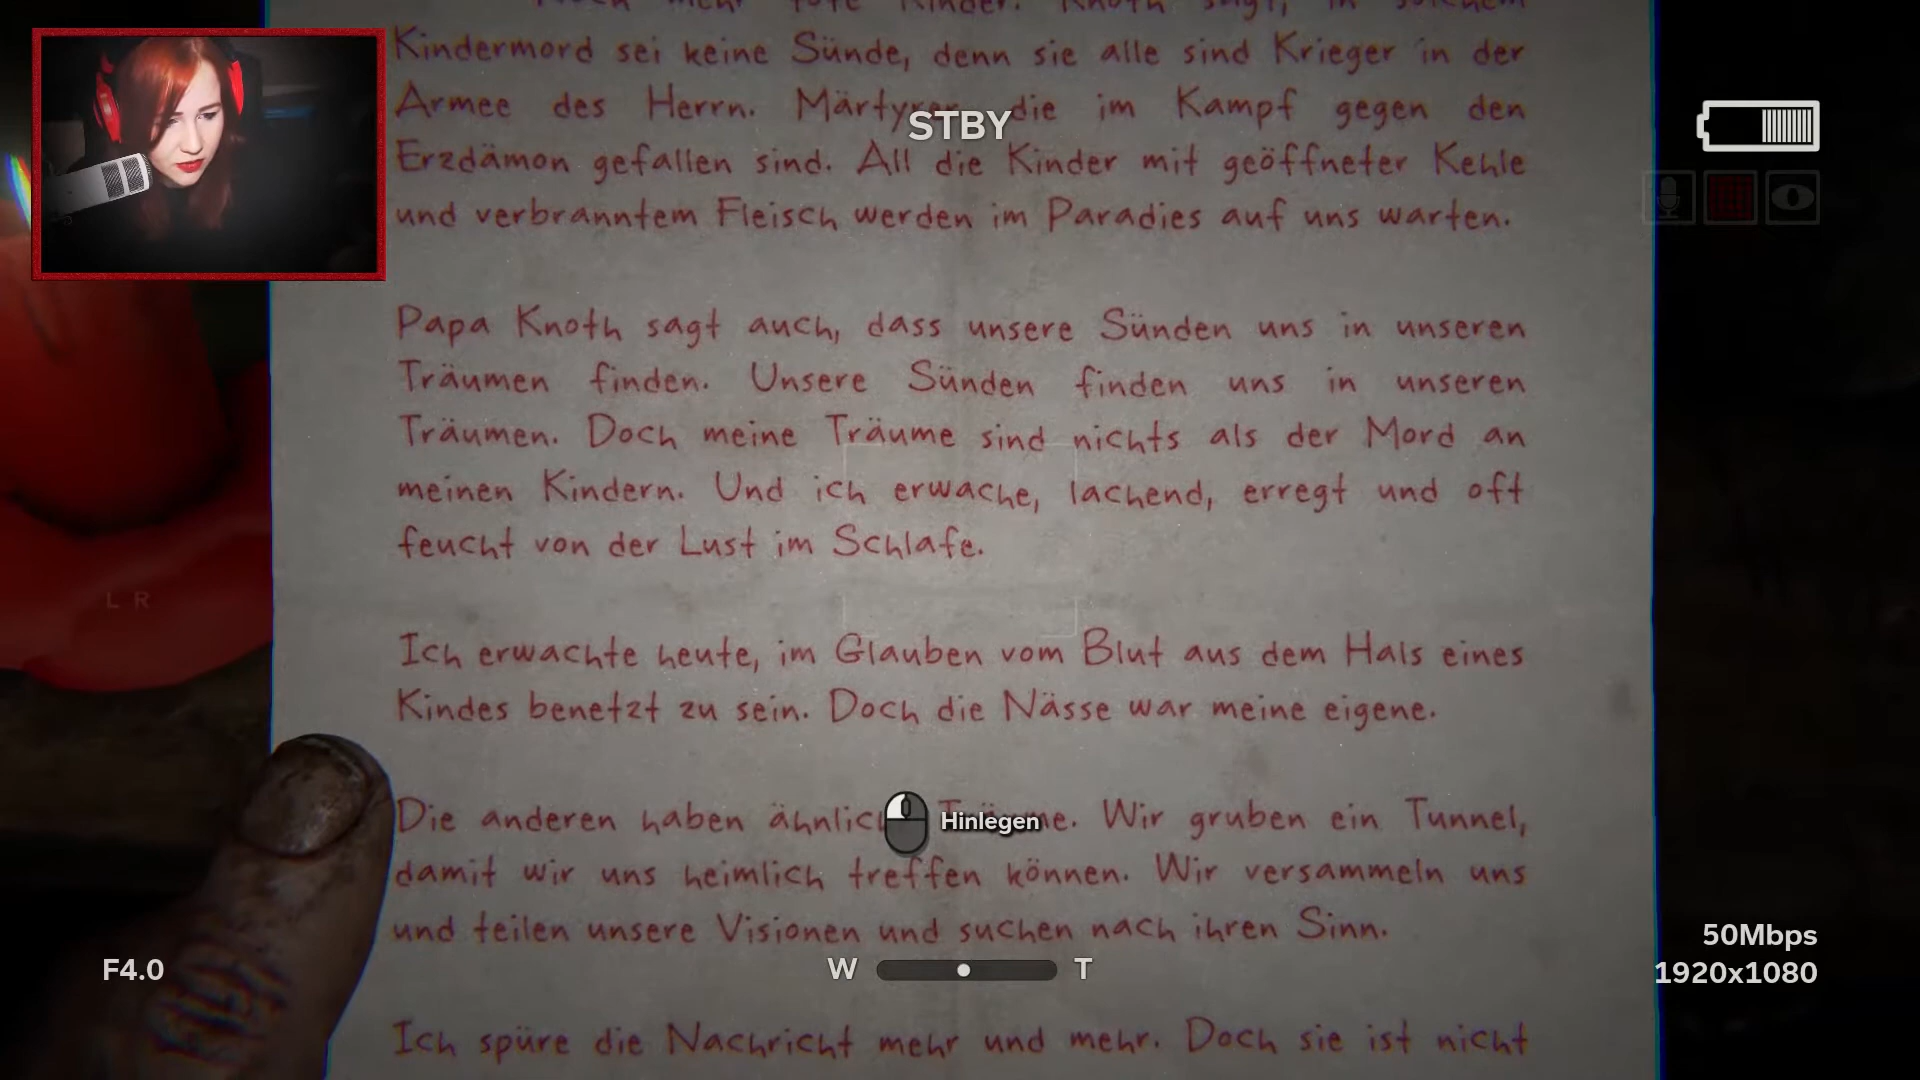 Kindermord sei keine Sünde, denn sie alle sind Krieger in der
Armee des Herrn. Märtyrer die im Kampf gegen den
STBY
Erzdämon gefallen sind. All die Kinder mit geöffneter Kehle
und verbranntem Fleisch werden im Paradies auf uns warten.
Papa Knoth sagt auch, dass unsere Sünden uns in unseren
Träumen finden. Unsere Sünden finden uns in unseren
Träumen. Doch meine Träume sind nichts als der Mord an
meinen Kindern. Und ich erwache, lachend, erregt und oft
feucht von der Lust im Schlafe.
L R
Ich erwachte heute, im Glauben vom Blut aus dem Hals eines
Kindes benetzt zu sein. Doch die Nässe war meine eigene.
Die anderen haben Wir gruben ein Tunnel,
Hinlegen
damit wir uns heimlich treffen können. Wir versammeln uns
und teilen unsere Visionen und suchen nach ihren Sinn.
F4.0
W T
50Mbps
1920x1080
Ich spüre die Nachricht mehr und mehr. Doch sie ist nicht